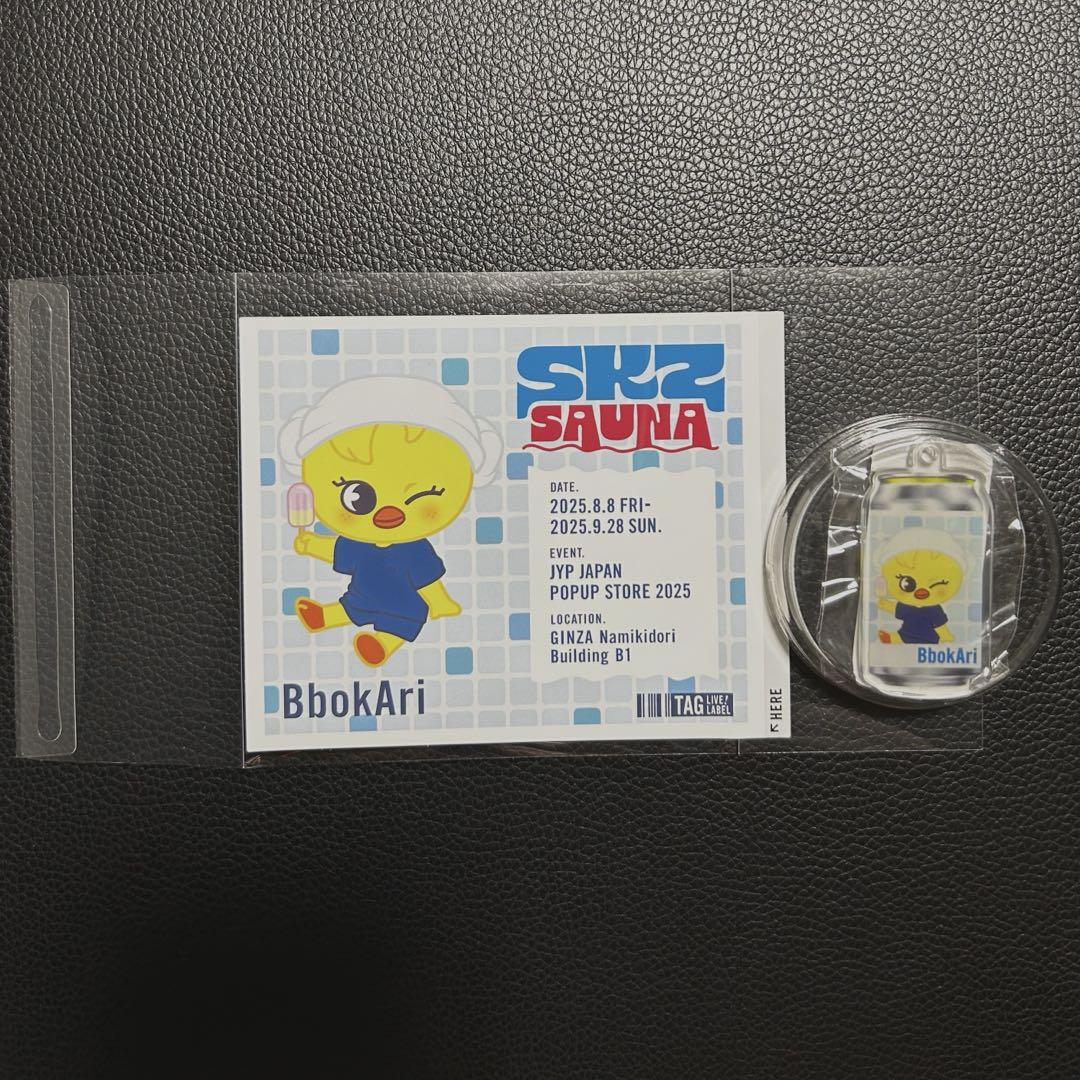 SKZ
SAUNA
DATE.
2025.8.8 FRI-
2025.9.28 SUN.
EVENT.
JYP JAPAN
POPUP STORE 2025
LOCATION.
GINZA Namikidori
Building B1
BbokAri
TAG LIVE! LABEL
↖HERE
BbokAri